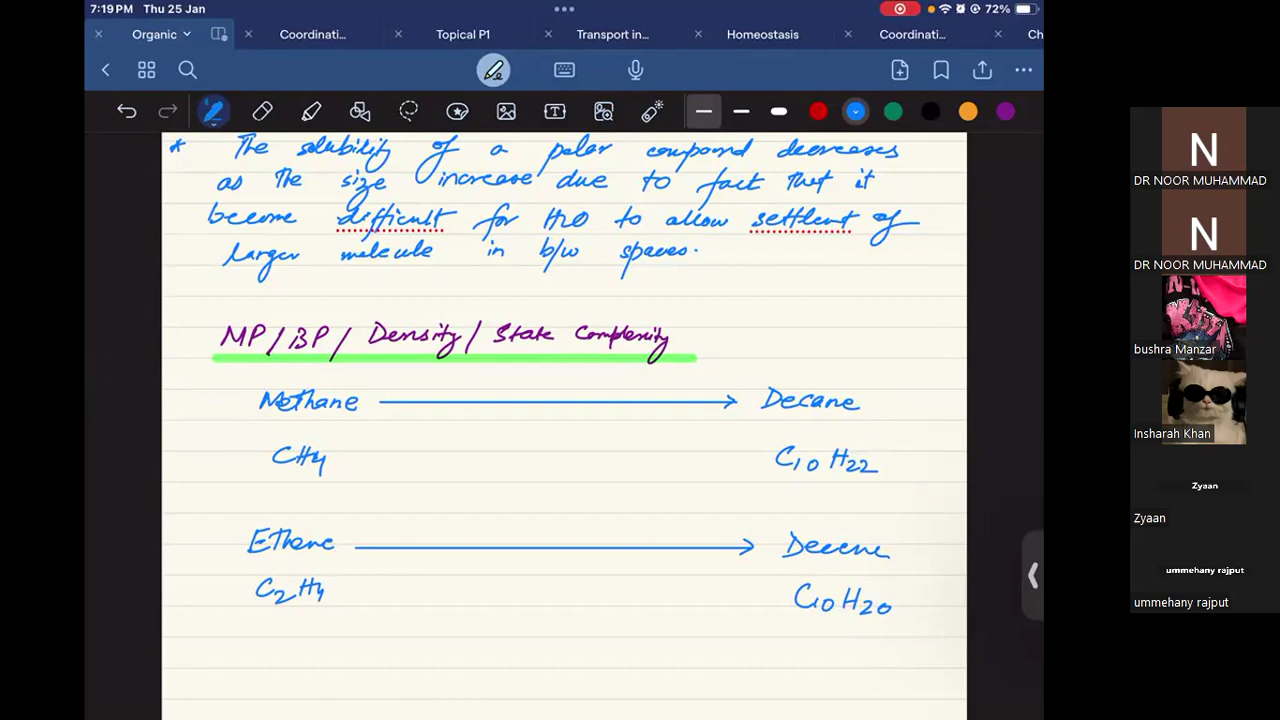 7:19 PM Thu 25 Jan
72%
Organic
Coordinati...
Topical P1
Transport in...
Homeostasis
Coordinati...
Ch
* The solubility of a polar compound decreases
as the size increase due to fact that it
become difficult for H2O to allow settlent of
larger molecule in b/w spaces.
MP/BP/ Density/ State Complexity
Methane → Decane
CH4 C10H22
Ethene → Decene
C2H4 C10H20
N
DR NOOR MUHAMMAD
N
DR NOOR MUHAMMAD
bushra Manzar
Insharah Khan
Zyaan
Zyaan
ummehany rajput
ummehany rajput